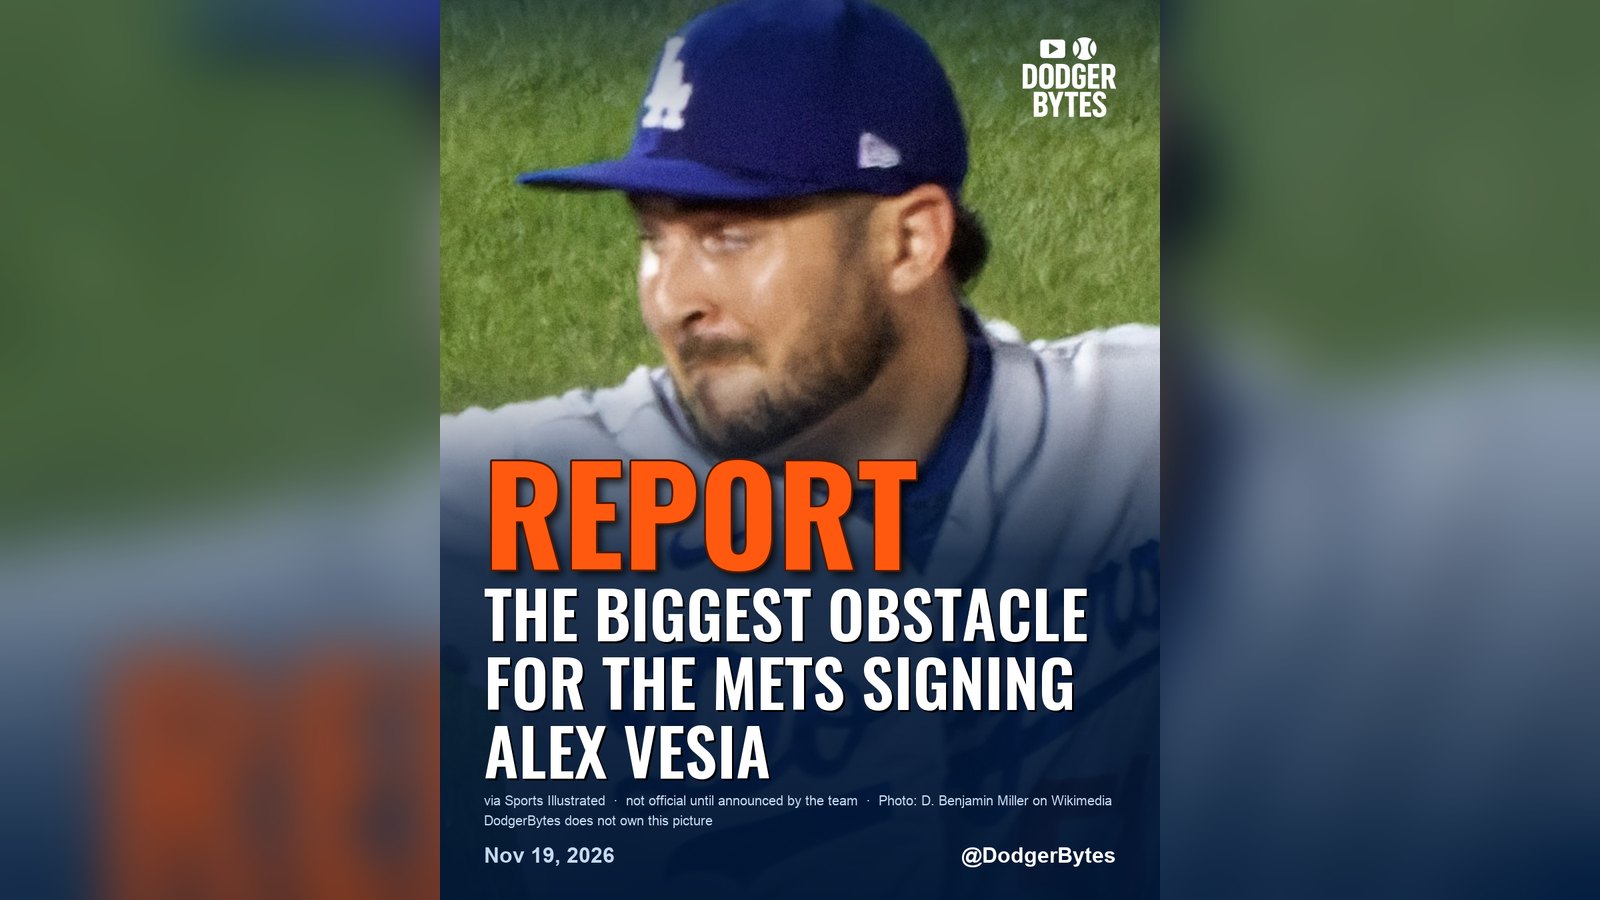 DODGER
BYTES
REPORT
THE BIGGEST OBSTACLE
FOR THE METS SIGNING
ALEX VESIA
via Sports Illustrated · not official until announced by the team · Photo: D. Benjamin Miller on Wikimedia
DodgerBytes does not own this picture
Nov 19, 2026 @DodgerBytes